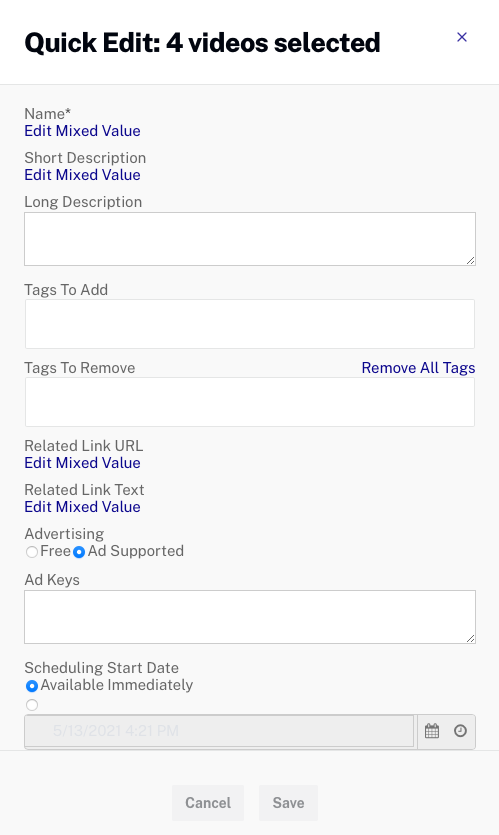 Quick Edit: 4 videos selected
Name*
Edit Mixed Value
Short Description
Edit Mixed Value
Long Description
Tags To Add
Tags To Remove Remove All Tags
Related Link URL
Edit Mixed Value
Related Link Text
Edit Mixed Value
Advertising
Free Ad Supported
Ad Keys
Scheduling Start Date
Available Immediately
5/13/2021 4:21 PM
Cancel Save